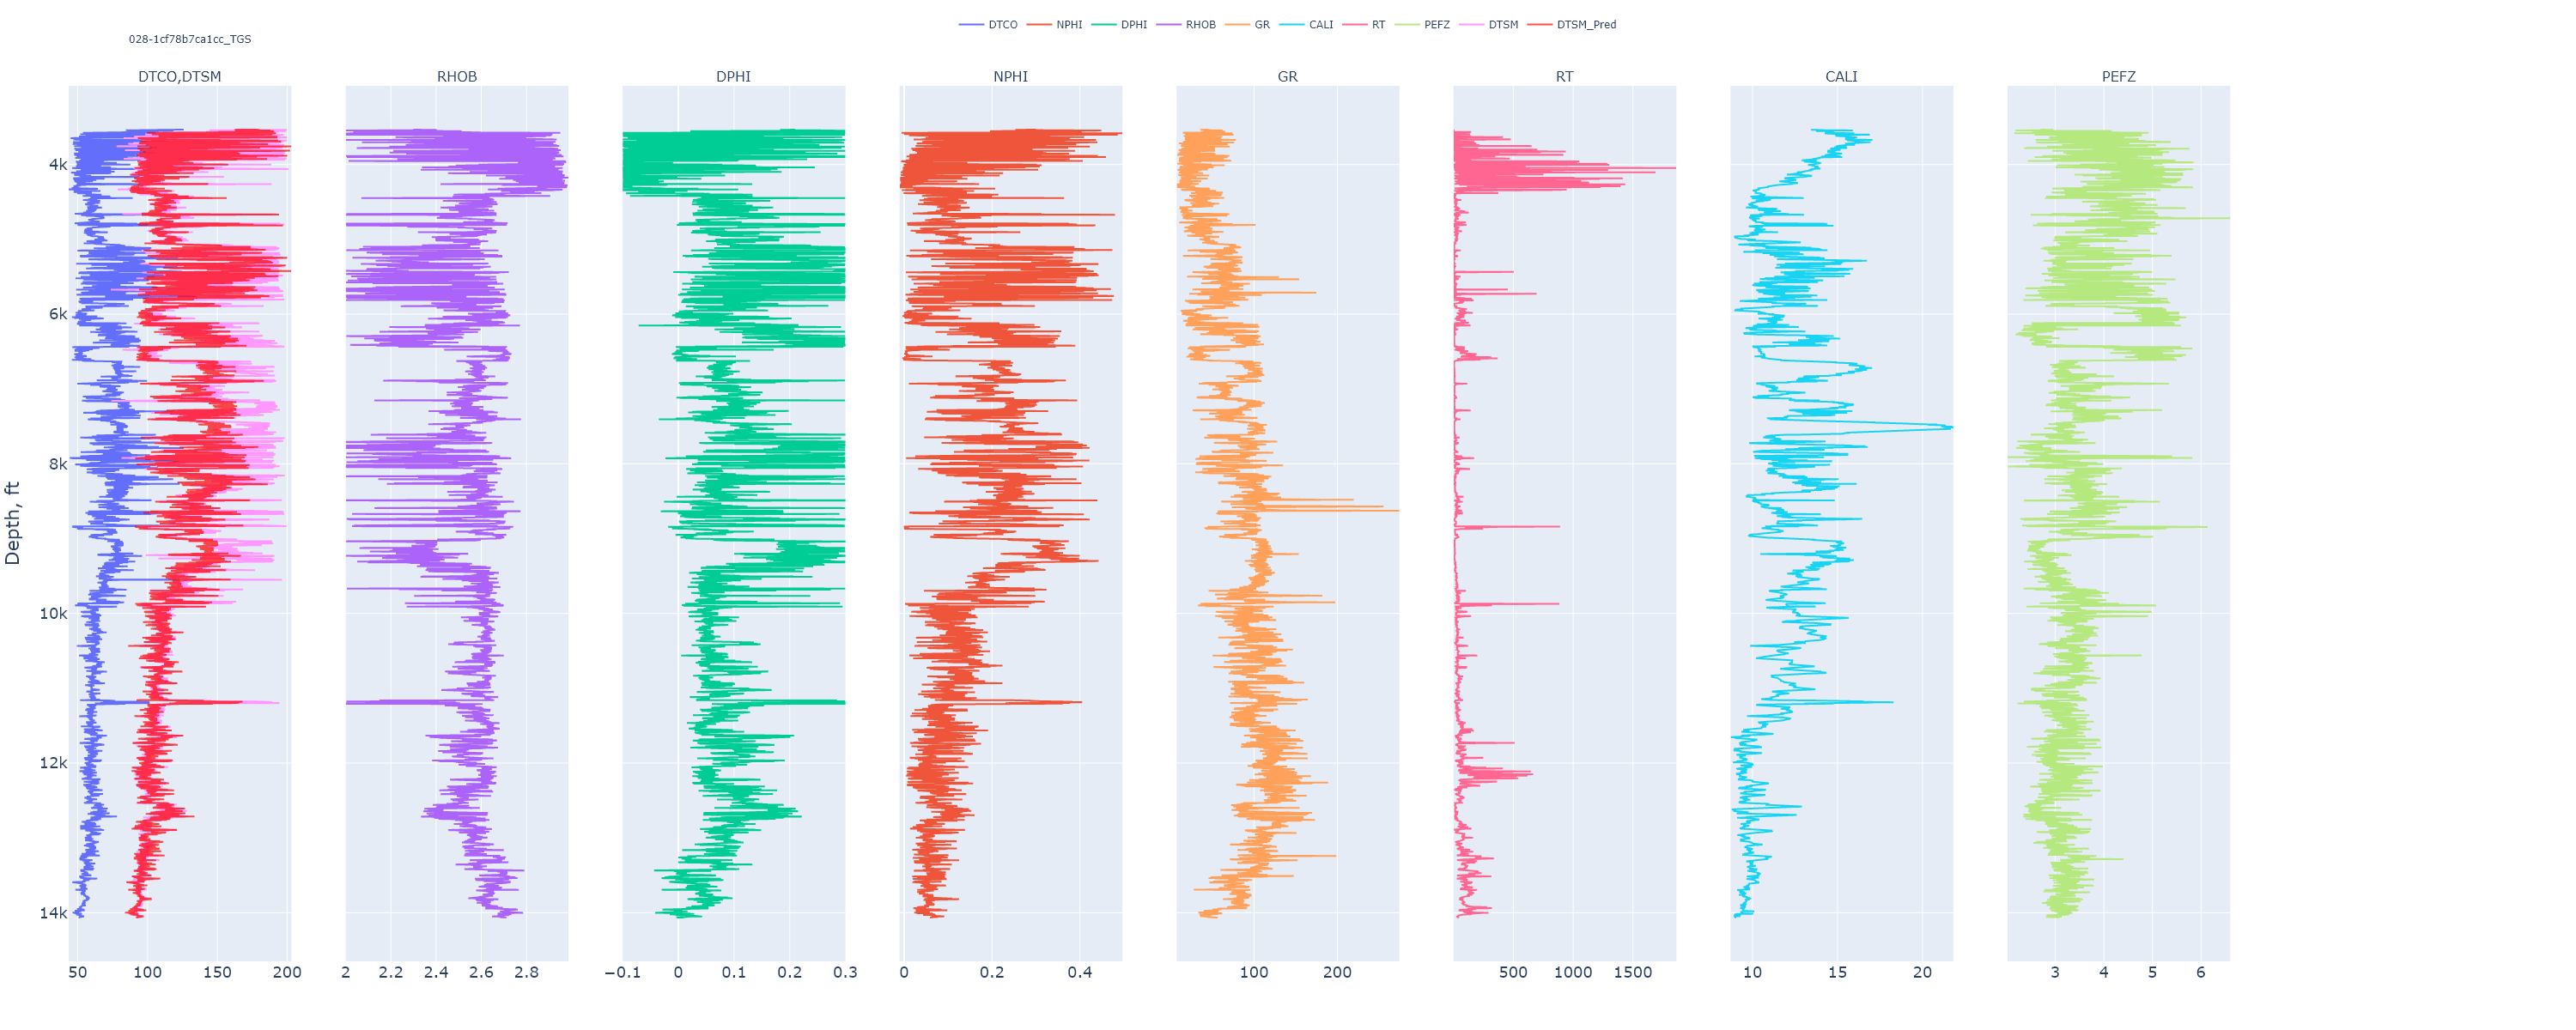 DTCO NPHI DPHI RHOB GR CALI RT PEFZ DTSM DTSM_Pred
028-1cf78b7ca1cc_TGS
DTCO,DTSM RHOB DPHI NPHI GR RT CALI PEFZ
Depth, ft
4k
6k
8k
10k
12k
14k
50 100 150 200 2 2.2 2.4 2.6 2.8 −0.1 0 0.1 0.2 0.3 0 0.2 0.4 100 200 500 1000 1500 10 15 20 3 4 5 6